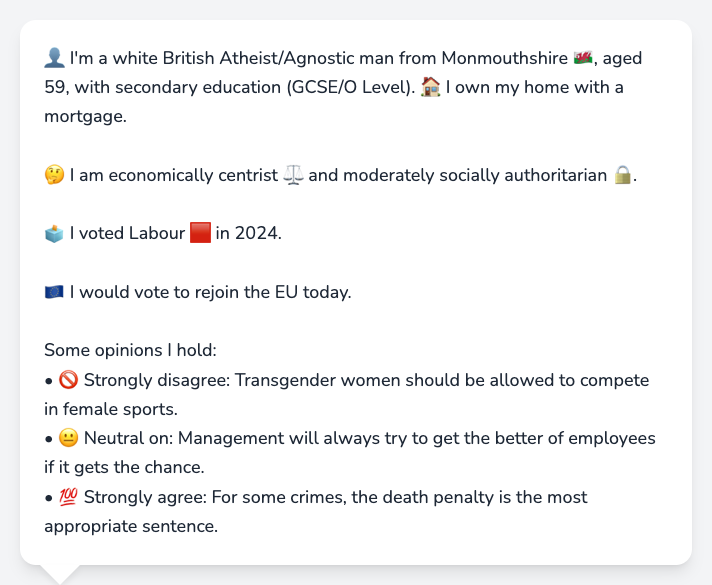 👤 I'm a white British Atheist/Agnostic man from Monmouthshire 🏴󠁧󠁢󠁷󠁬󠁳󠁿, aged
59, with secondary education (GCSE/O Level). 🏠 I own my home with a
mortgage.
🤔 I am economically centrist ⚖️ and moderately socially authoritarian 🔒.
🗳️ I voted Labour 🟥 in 2024.
🇪🇺 I would vote to rejoin the EU today.
Some opinions I hold:
• 🚫 Strongly disagree: Transgender women should be allowed to compete
in female sports.
• 😐 Neutral on: Management will always try to get the better of employees
if it gets the chance.
• 💯 Strongly agree: For some crimes, the death penalty is the most
appropriate sentence.